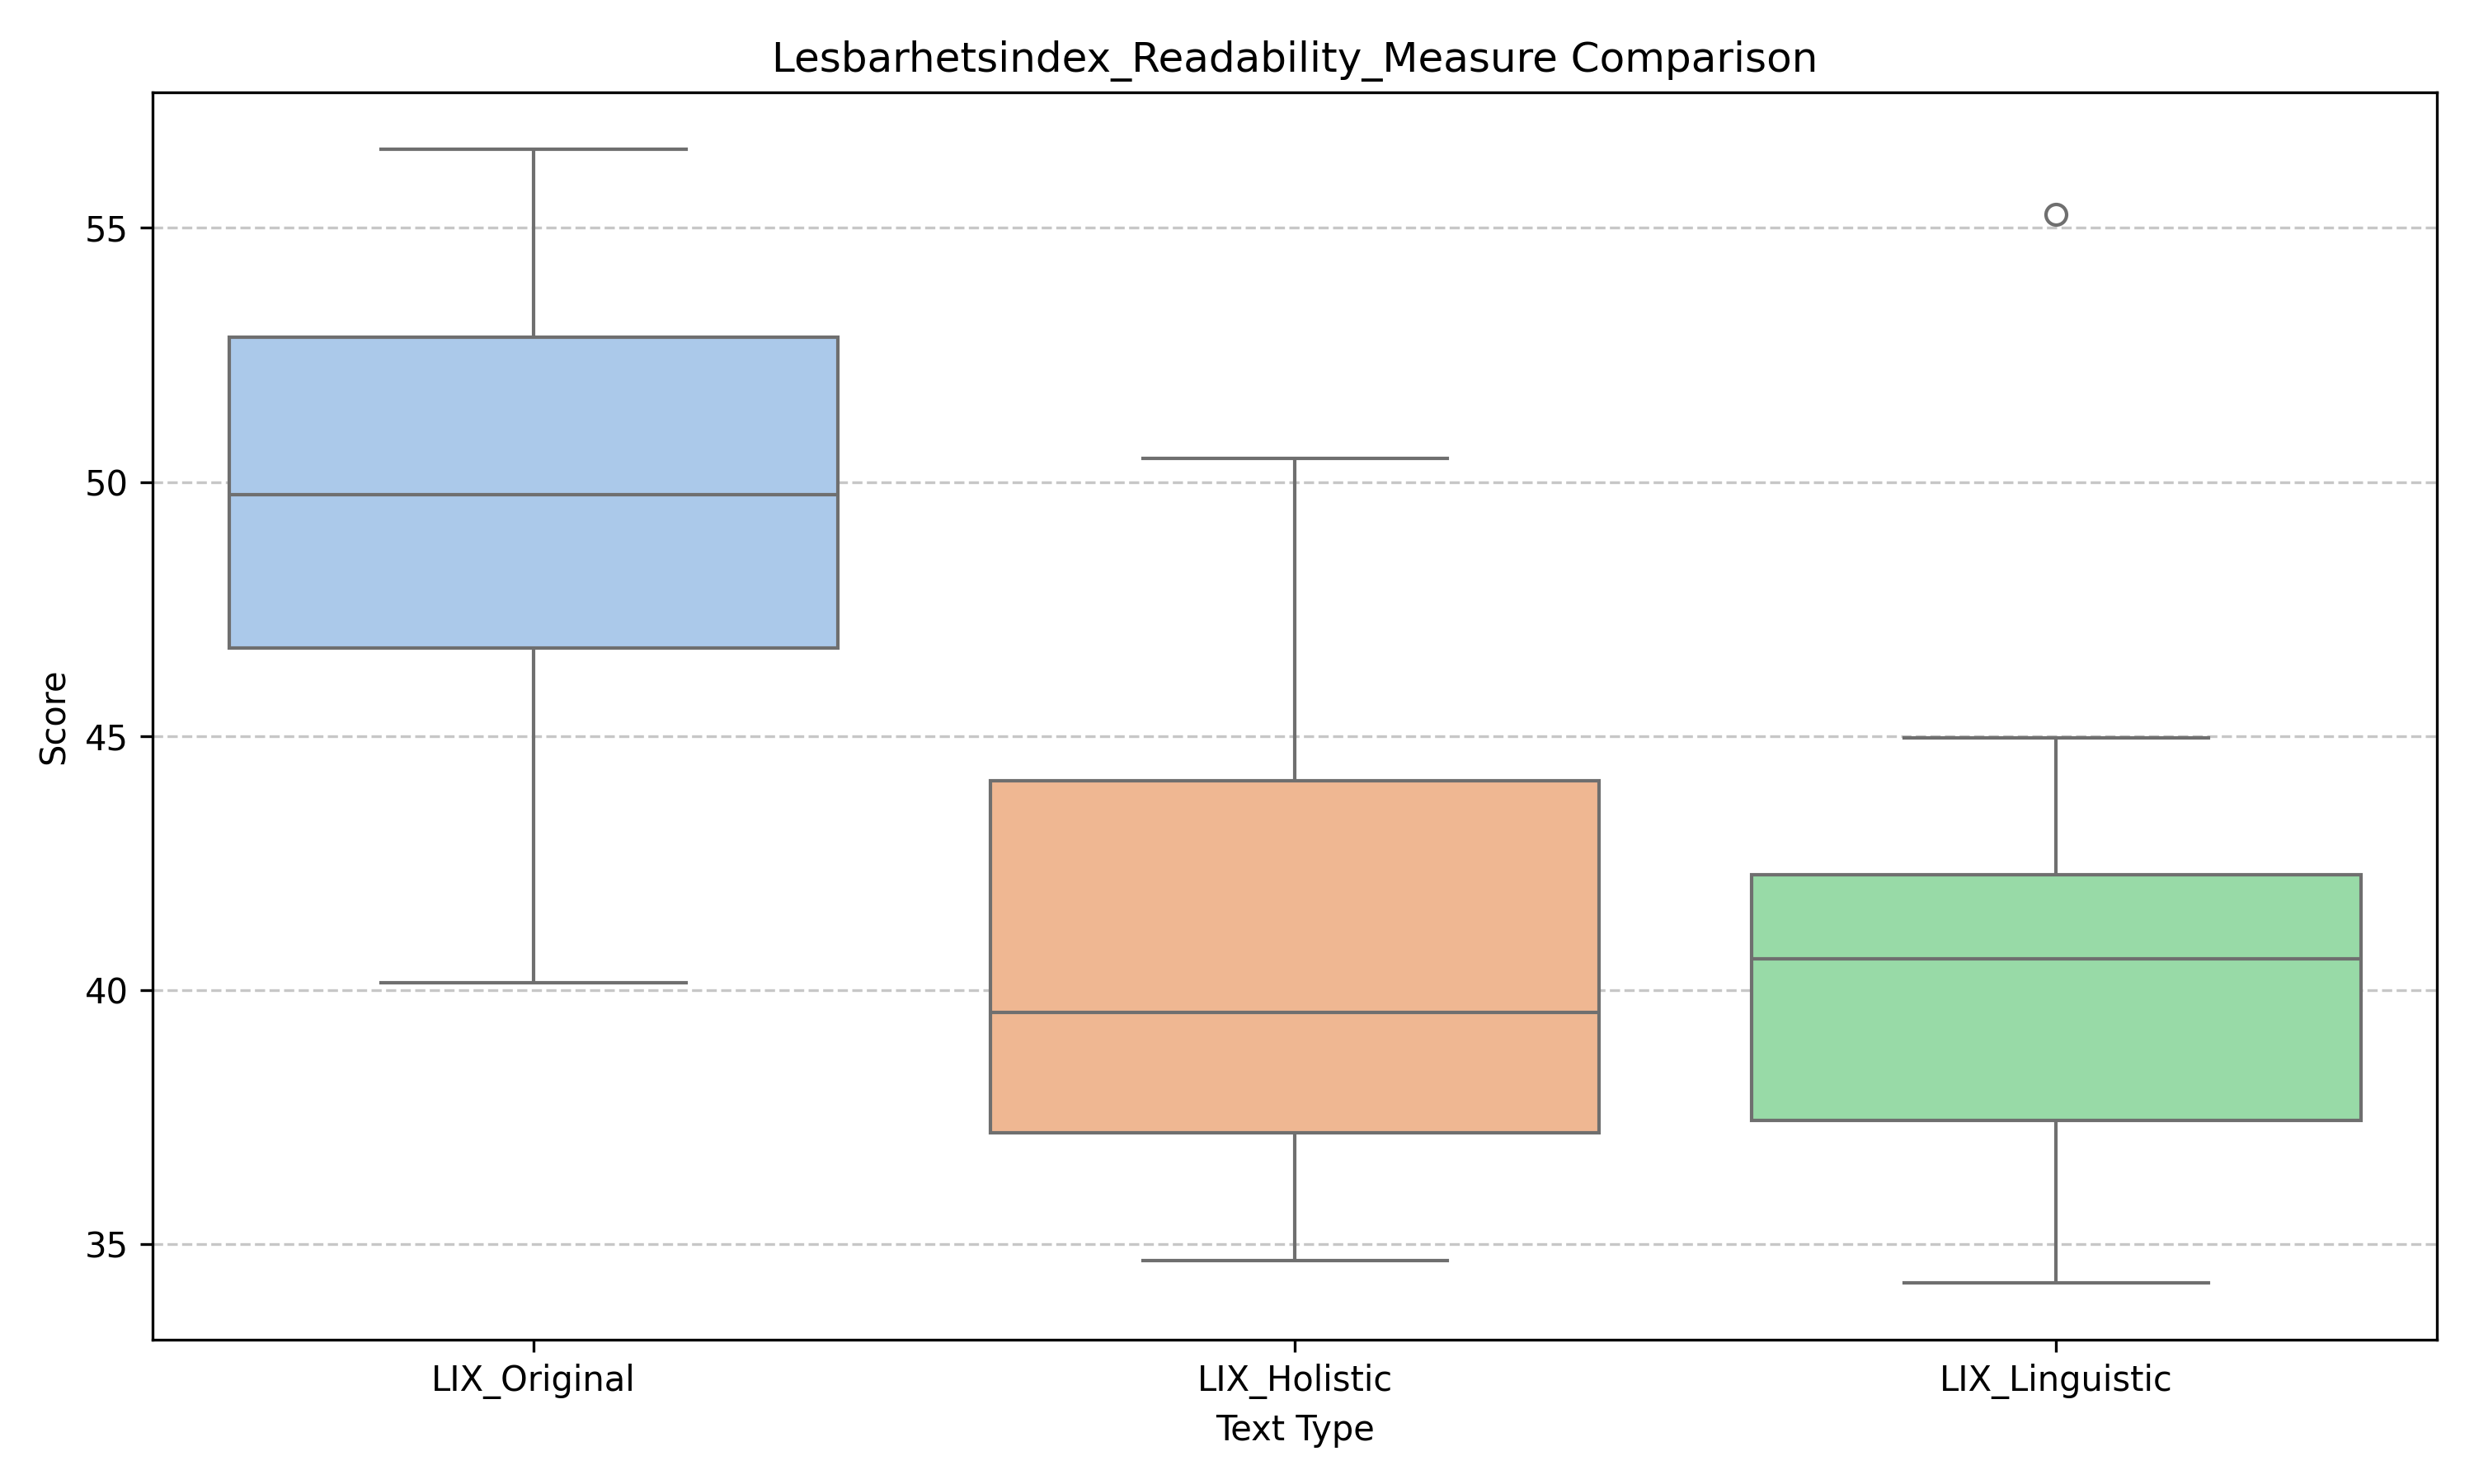 Lesbarhetsindex_Readability_Measure Comparison
Score
55
50
45
40
35
LIX_Original
LIX_Holistic
LIX_Linguistic
Text Type